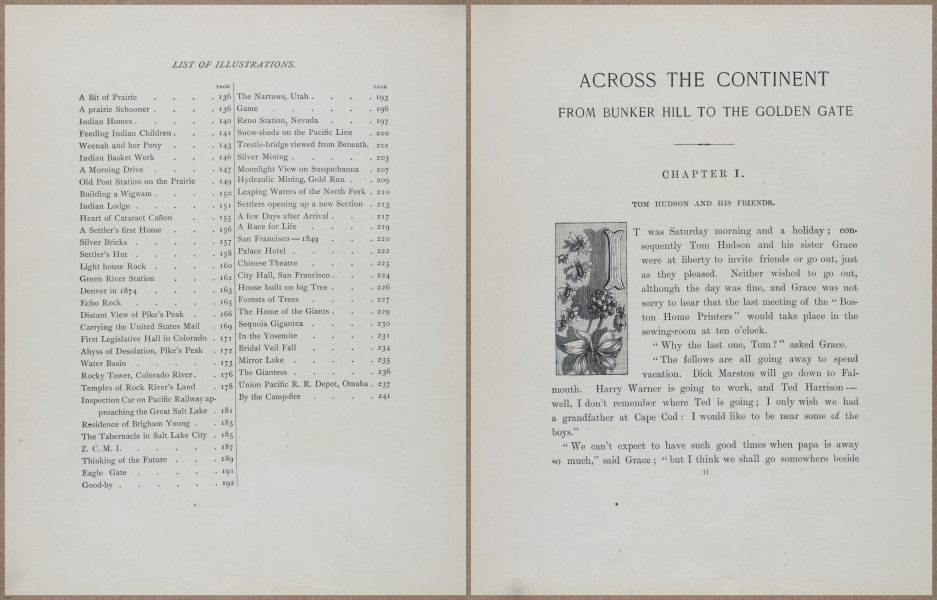 LIST OF ILLUSTRATIONS.
PAGE
A Bit of Prairie . . . . 136
A prairie Schooner . . . . 136
Indian Homes . . . . . 140
Feeding Indian Children . . . 141
Weenah and her Pony . . . 143
Indian Basket Work . . . 146
A Morning Drive . . . . 147
Old Post Station on the Prairie . 149
Building a Wigwam . . . . 150
Indian Lodge . . . . . 151
Heart of Cataract Cañon . . 155
A Settler's first Home . . . 156
Silver Bricks . . . . . 157
Settler's Hut . . . . . 158
Light house Rock . . . . 160
Green River Station . . . 162
Denver in 1874 . . . . 163
Echo Rock . . . . . 165
Distant View of Pike's Peak . . 166
Carrying the United States Mail . 169
First Legislative Hall in Colorado . 171
Abyss of Desolation, Pike's Peak . 172
Water Basin . . . . . 173
Rocky Tower, Colorado River . . 176
Temples of Rock River's Land . 178
Inspection Car on Pacific Railway ap-
proaching the Great Salt Lake . 181
Residence of Brigham Young . . 183
The Tabernacle in Salt Lake City . 185
Z. C. M. I. . . . . . 187
Thinking of the Future . . . 189
Eagle Gate . . . . . 191
Good-by . . . . . . 192
PAGE
The Narrows, Utah . . . . 193
Game . . . . . . 196
Reno Station, Nevada . . . 197
Snow-sheds on the Pacific Line . 200
Trestle-bridge viewed from Beneath, 201
Silver Mining . . . . . 203
Moonlight View on Susquehanna . 207
Hydraulic Mining, Gold Run . . 209
Leaping Waters of the North Fork . 210
Settlers opening up a new Section . 213
A few Days after Arrival . . . 217
A Race for Life . . . . 219
San Francisco—1849 . . . 220
Palace Hotel . . . . . 222
Chinese Theatre . . . . 223
City Hall, San Francisco . . . 224
House built on big Tree . . . 226
Forests of Trees . . . . 227
The Home of the Giants . . . 229
Sequoia Gigantea . . . . 230
In the Yosemite . . . . 231
Bridal Veil Fall . . . . 234
Mirror Lake . . . . . 235
The Giantess . . . . . 236
Union Pacific R. R. Depot, Omaha . 237
By the Camp-fire . . . . 241
ACROSS THE CONTINENT
FROM BUNKER HILL TO THE GOLDEN GATE
CHAPTER I.
TOM HUDSON AND HIS FRIENDS.
IT was Saturday morning and a holiday; con-
sequently Tom Hudson and his sister Grace
were at liberty to invite friends or go out, just
as they pleased. Neither wished to go out,
although the day was fine, and Grace was not
sorry to hear that the last meeting of the "Bos-
ton Home Printers" would take place in the
sewing-room at ten o'clock.
"Why the last one, Tom?" asked Grace.
"The fellows are all going away to spend
vacation. Dick Marston will go down to Fal-
mouth. Harry Warner is going to work, and Ted Harrison—
well, I don't remember where Ted is going; I only wish we had
a grandfather at Cape Cod: I would like to be near some of the
boys."
"We can't expect to have such good times when papa is away
so much," said Grace; "but I think we shall go somewhere beside
11